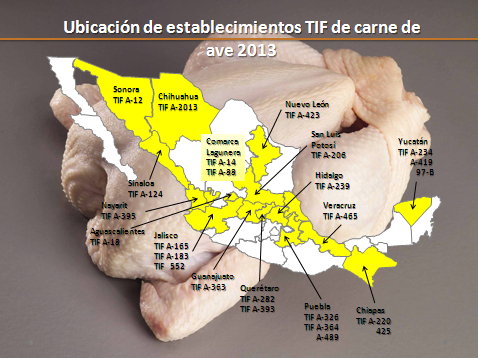 Ubicación de establecimientos TIF de carne de
ave 2013
Sonora
TIF A-12
Chihuahua
TIF A-2013
Nuevo León
TIF A-423
Comarca
Lagunera
TIF A-14
TIF A-88
San Luis
Potosí
TIF A-206
Yucatán
TIF A-234
A-419
97-B
Sinaloa
TIF A-124
Hidalgo
TIF A-239
Nayarit
TIF A-395
Veracruz
TIF A-465
Aguascalientes
TIF A-18
Jalisco
TIF A-165
TIF A-183
TIF 552
Guanajuato
TIF A-363
Querétaro
TIF A-282
TIF A-393
Puebla
TIF A-326
TIF A-364
A-489
Chiapas
TIF A-220
425